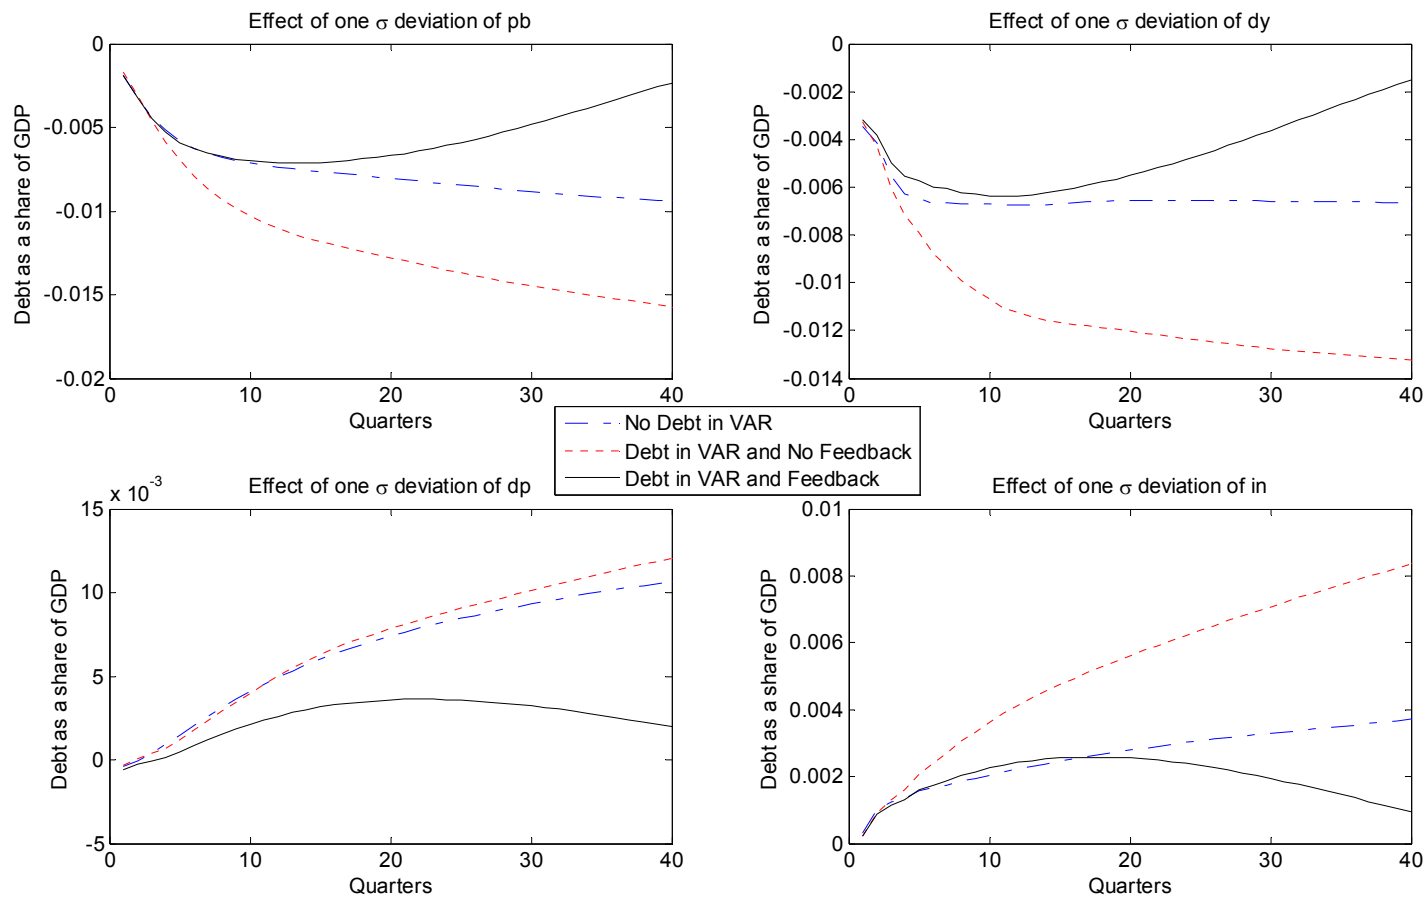 Effect of one σ deviation of pb
0
-0.005
-0.01
-0.015
-0.02
Debt as a share of GDP
0 10 20 30 40
Quarters
Effect of one σ deviation of dy
0
-0.002
-0.004
-0.006
-0.008
-0.01
-0.012
-0.014
Debt as a share of GDP
0 10 20 30 40
Quarters
No Debt in VAR
Debt in VAR and No Feedback
Debt in VAR and Feedback
Effect of one σ deviation of dp
x 10-3
15
10
5
0
-5
Debt as a share of GDP
0 10 20 30 40
Quarters
Effect of one σ deviation of in
0.01
0.008
0.006
0.004
0.002
0
Debt as a share of GDP
0 10 20 30 40
Quarters